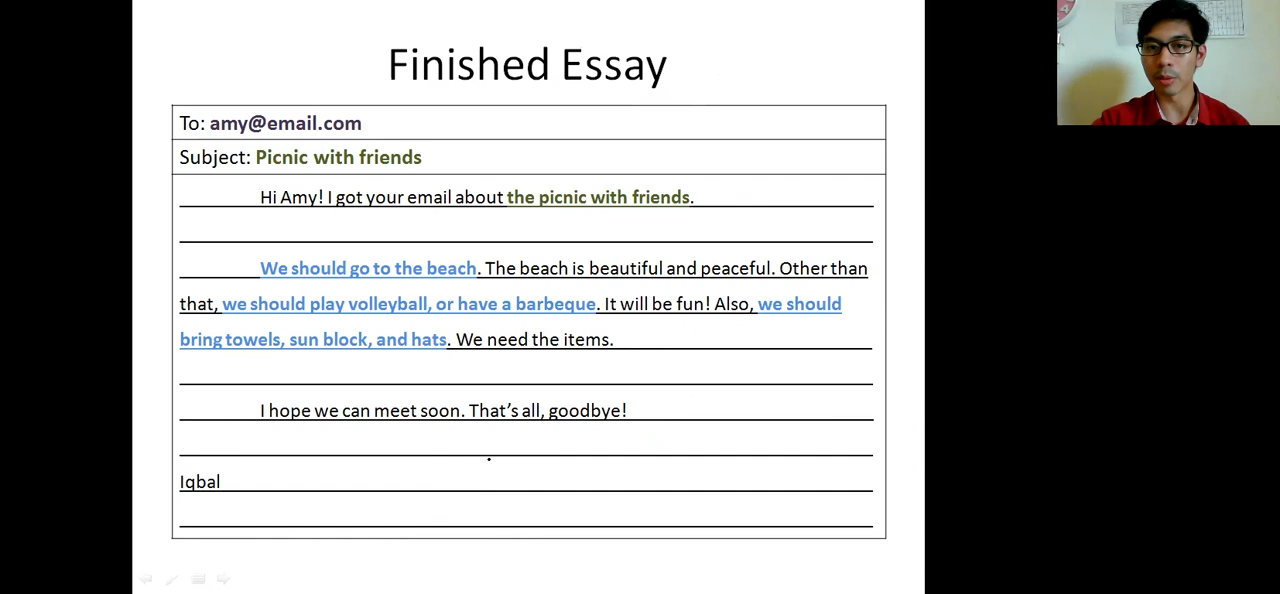 Finished Essay
To: amy@email.com
Subject: Picnic with friends
Hi Amy! I got your email about the picnic with friends.
We should go to the beach. The beach is beautiful and peaceful. Other than
that, we should play volleyball, or have a barbeque. It will be fun! Also, we should
bring towels, sun block, and hats. We need the items.
I hope we can meet soon. That's all, goodbye!
Iqbal